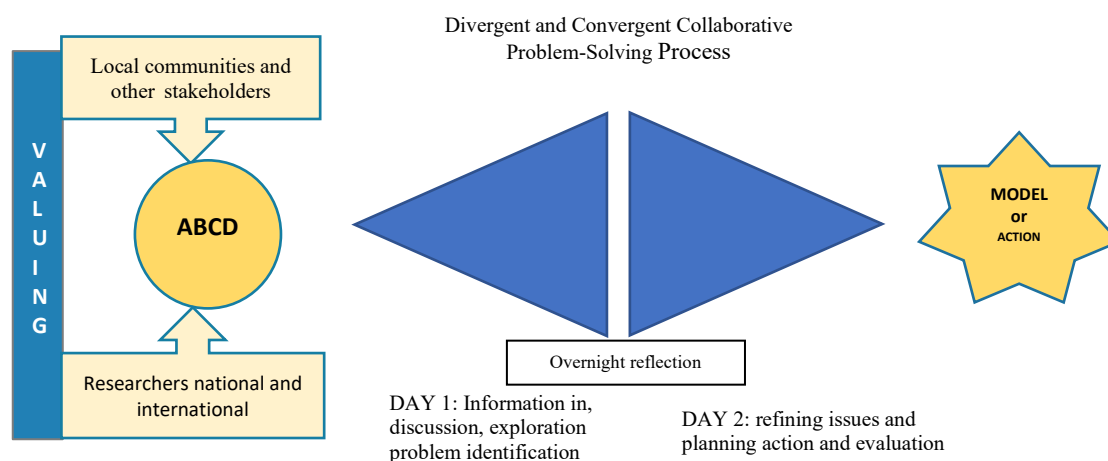 Divergent and Convergent Collaborative
Problem-Solving Process
VALUING
Local communities and
other stakeholders
ABCD
Researchers national and
international
MODEL
or
ACTION
Overnight reflection
DAY 1: Information in,
discussion, exploration
problem identification
DAY 2: refining issues and
planning action and evaluation